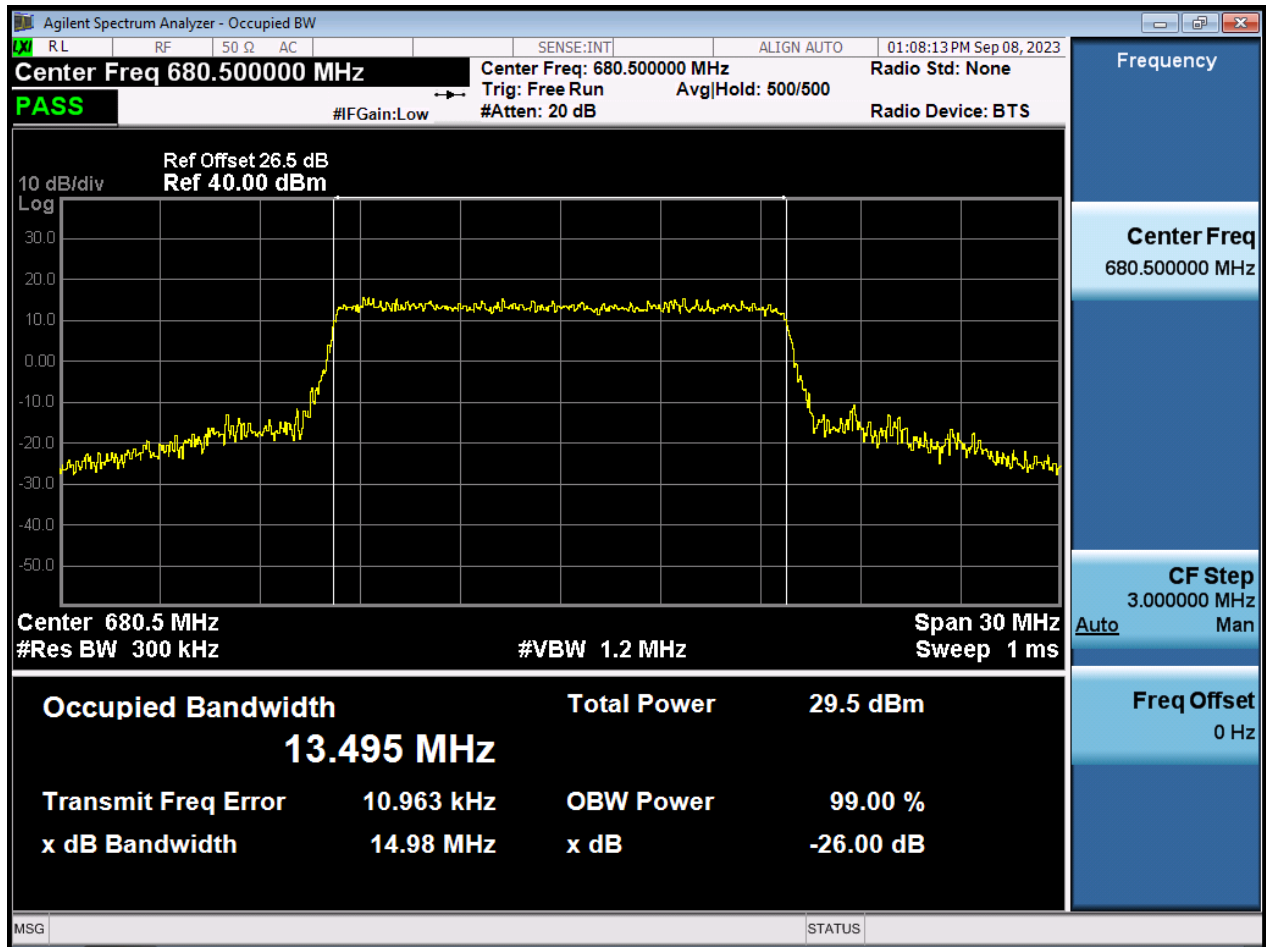 Agilent Spectrum Analyzer - Occupied BW
LXI RL RF 50 Ω AC SENSE:INT ALIGN AUTO 01:08:13 PM Sep 08, 2023
Center Freq 680.500000 MHz
Center Freq: 680.500000 MHz
Radio Std: None
Trig: Free Run Avg|Hold: 500/500
PASS
#IFGain:Low
#Atten: 20 dB
Radio Device: BTS
Ref Offset 26.5 dB
10 dB/div Ref 40.00 dBm
Log
30.0
20.0
10.0
0.00
-10.0
-20.0
-30.0
-40.0
-50.0
Center 680.5 MHz Span 30 MHz
#Res BW 300 kHz #VBW 1.2 MHz Sweep 1 ms
Occupied Bandwidth Total Power 29.5 dBm
13.495 MHz
Transmit Freq Error 10.963 kHz OBW Power 99.00 %
x dB Bandwidth 14.98 MHz x dB -26.00 dB
MSG STATUS
Frequency
Center Freq
680.500000 MHz
CF Step
3.000000 MHz
Auto Man
Freq Offset
0 Hz